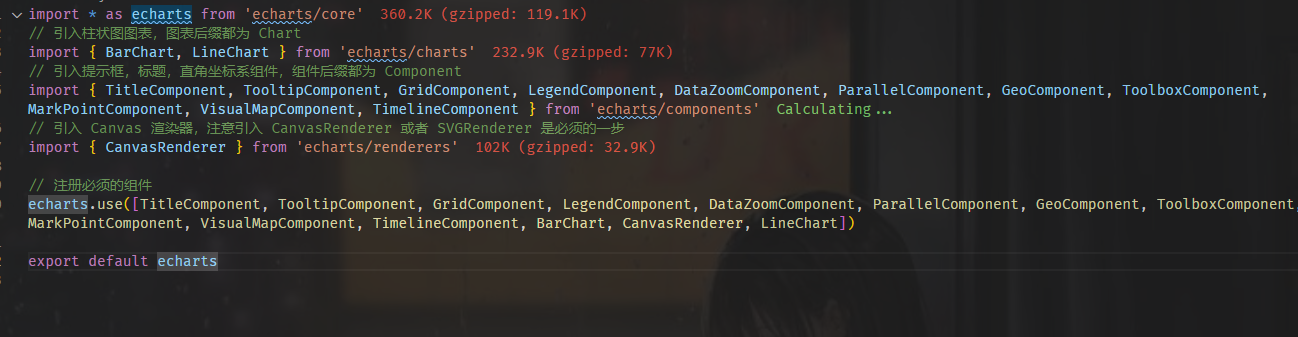 import * as echarts from 'echarts/core'  360.2K (gzipped: 119.1K)
// 引入柱状图图表，图表后缀都为 Chart
import { BarChart, LineChart } from 'echarts/charts'  232.9K (gzipped: 77K)
// 引入提示框，标题，直角坐标系组件，组件后缀都为 Component
import { TitleComponent, TooltipComponent, GridComponent, LegendComponent, DataZoomComponent, ParallelComponent, GeoComponent, ToolboxComponent,
MarkPointComponent, VisualMapComponent, TimelineComponent } from 'echarts/components'  Calculating...
// 引入 Canvas 渲染器，注意引入 CanvasRenderer 或者 SVGRenderer 是必须的一步
import { CanvasRenderer } from 'echarts/renderers'  102K (gzipped: 32.9K)
// 注册必须的组件
echarts.use([TitleComponent, TooltipComponent, GridComponent, LegendComponent, DataZoomComponent, ParallelComponent, GeoComponent, ToolboxComponent,
MarkPointComponent, VisualMapComponent, TimelineComponent, BarChart, CanvasRenderer, LineChart])
export default echarts